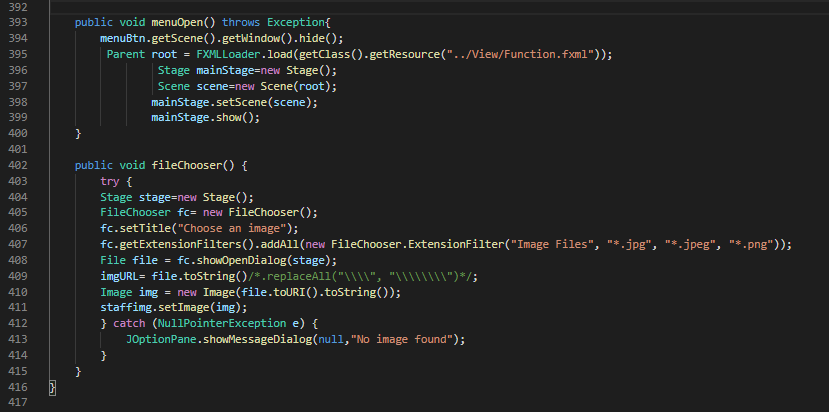 392
393 public void menuOpen() throws Exception{
394 menuBtn.getScene().getWindow().hide();
395 Parent root = FXMLLoader.load(getClass().getResource("../View/Function.fxml"));
396 Stage mainStage=new Stage();
397 Scene scene=new Scene(root);
398 mainStage.setScene(scene);
399 mainStage.show();
400 }
401
402 public void fileChooser() {
403 try {
404 Stage stage=new Stage();
405 FileChooser fc= new FileChooser();
406 fc.setTitle("Choose an image");
407 fc.getExtensionFilters().addAll(new FileChooser.ExtensionFilter("Image Files", "*.jpg", "*.jpeg", "*.png"));
408 File file = fc.showOpenDialog(stage);
409 imgURL= file.toString()/*.replaceAll("\\\\", "\\\\\\\\")*/;
410 Image img = new Image(file.toURI().toString());
411 staffimg.setImage(img);
412 } catch (NullPointerException e) {
413 JOptionPane.showMessageDialog(null,"No image found");
414 }
415 }
416 }
417